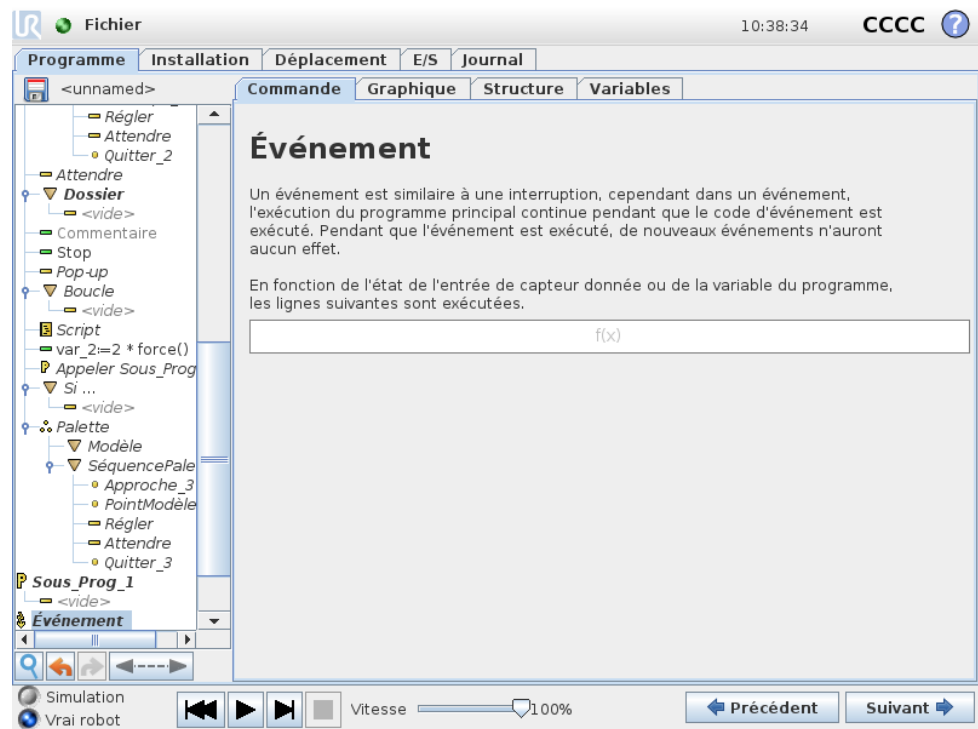 UR Fichier 10:38:34 CCCC ?
Programme Installation Déplacement E/S Journal
<unnamed>
Commande Graphique Structure Variables
Régler
Attendre
Quitter_2
Attendre
Dossier
<vide>
Commentaire
Stop
Pop-up
Boucle
<vide>
Script
var_2:=2 * force()
Appeler Sous_Prog
Si ...
<vide>
Palette
Modèle
SéquencePale
Approche_3
PointModèle
Régler
Attendre
Quitter_3
P Sous_Prog_1
<vide>
Événement
Événement
Un événement est similaire à une interruption, cependant dans un événement,
l'exécution du programme principal continue pendant que le code d'événement est
exécuté. Pendant que l'événement est exécuté, de nouveaux événements n'auront
aucun effet.
En fonction de l'état de l'entrée de capteur donnée ou de la variable du programme,
les lignes suivantes sont exécutées.
f(x)
Simulation
Vrai robot
Vitesse 100%
Précédent Suivant